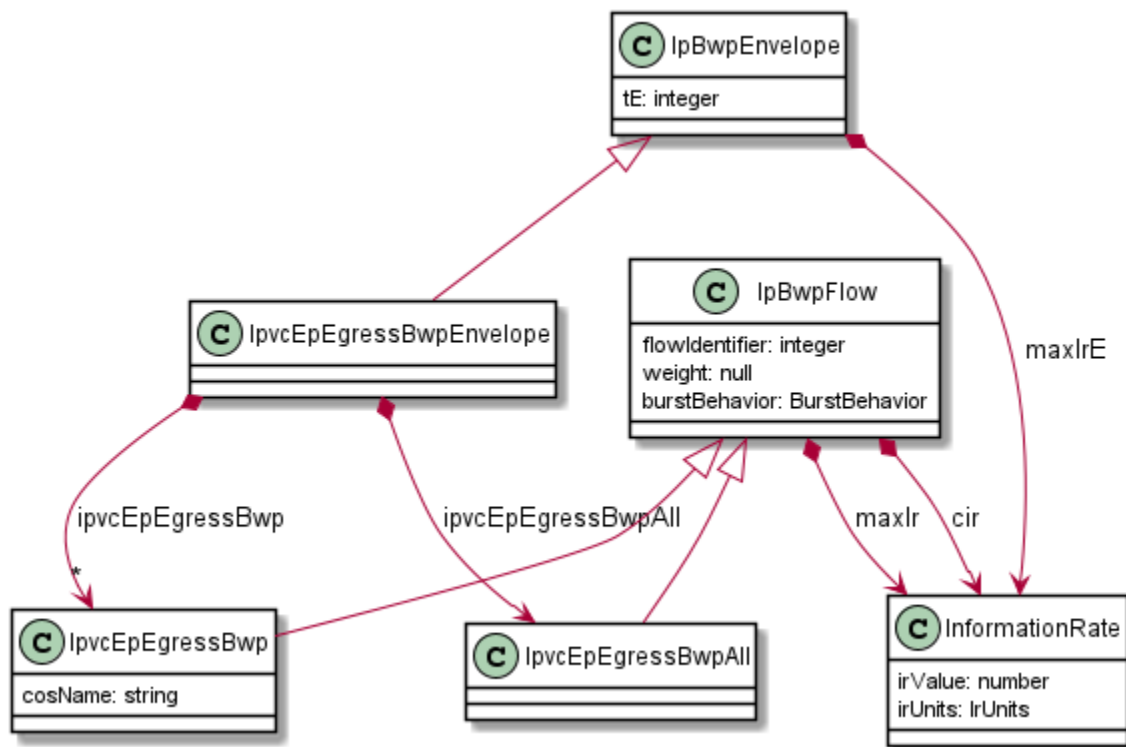 C IpBwpEnvelope
tE: integer
C IpBwpFlow
flowIdentifier: integer
weight: null
burstBehavior: BurstBehavior
C IpvcEpEgressBwpEnvelope
maxIrE
ipvcEpEgressBwp
ipvcEpEgressBwpAll
maxIr
cir
*
C IpvcEpEgressBwp
cosName: string
C IpvcEpEgressBwpAll
C InformationRate
irValue: number
irUnits: IrUnits